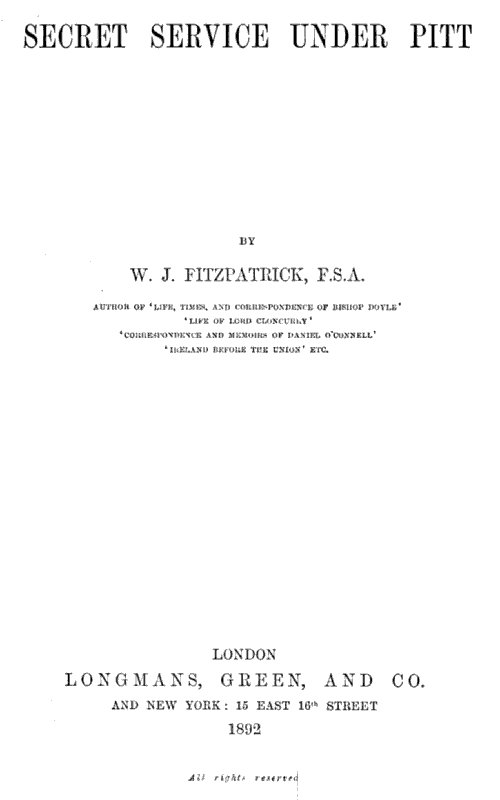 SECRET SERVICE UNDER PITT
BY
W. J. FITZPATRICK, F.S.A.
AUTHOR OF 'LIFE, TIMES, AND CORRESPONDENCE OF BISHOP DOYLE'
'LIFE OF LORD CLONCURRY'
'CORRESPONDENCE AND MEMOIRS OF DANIEL O'CONNELL'
'IRELAND BEFORE THE UNION' ETC.
LONDON
LONGMANS, GREEN, AND CO.
AND NEW YORK: 15 EAST 16th STREET
1892
All rights reserved